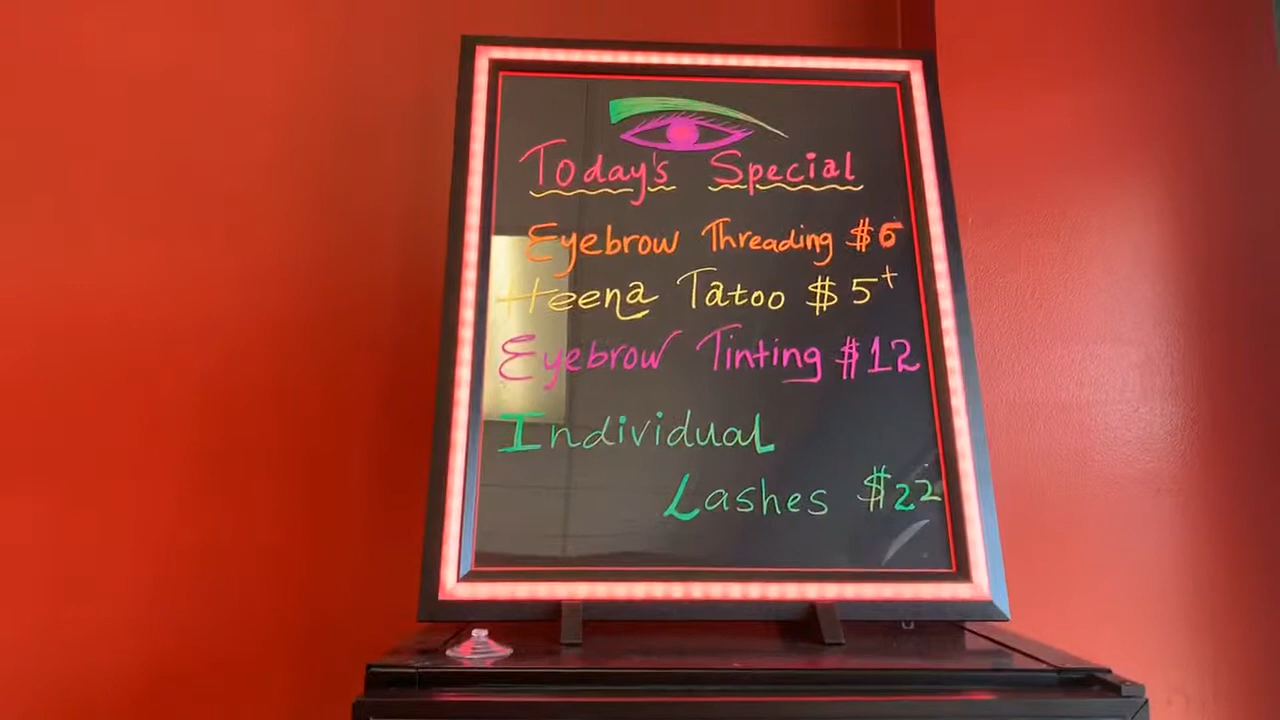 Today's Special
Eyebrow Threading $6
Heena Tatoo $5+
Eyebrow Tinting $12
Individual
Lashes $22